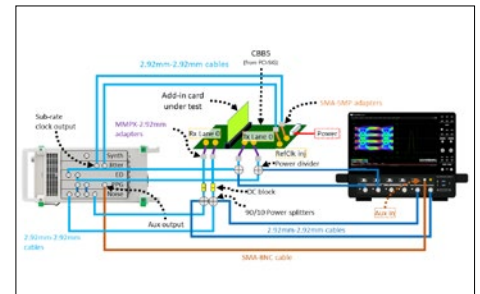 CBB5
(from PCI-SIG)
2.92mm-2.92mm cables
Add-in card
under test
SMA-SMP adapters
Sub-rate
clock output
MMPX-2.92mm
adapters
Rx Lane 0
Rx Lane 0
Power
RefClk inj
Power divider
Synth
Jitter
ED
PPG
Noise
DC block
Aux output
90/10 Power splitters
Aux in
2.92mm-2.92mm
cables
2.92mm-2.92mm cables
SMA-BNC cable